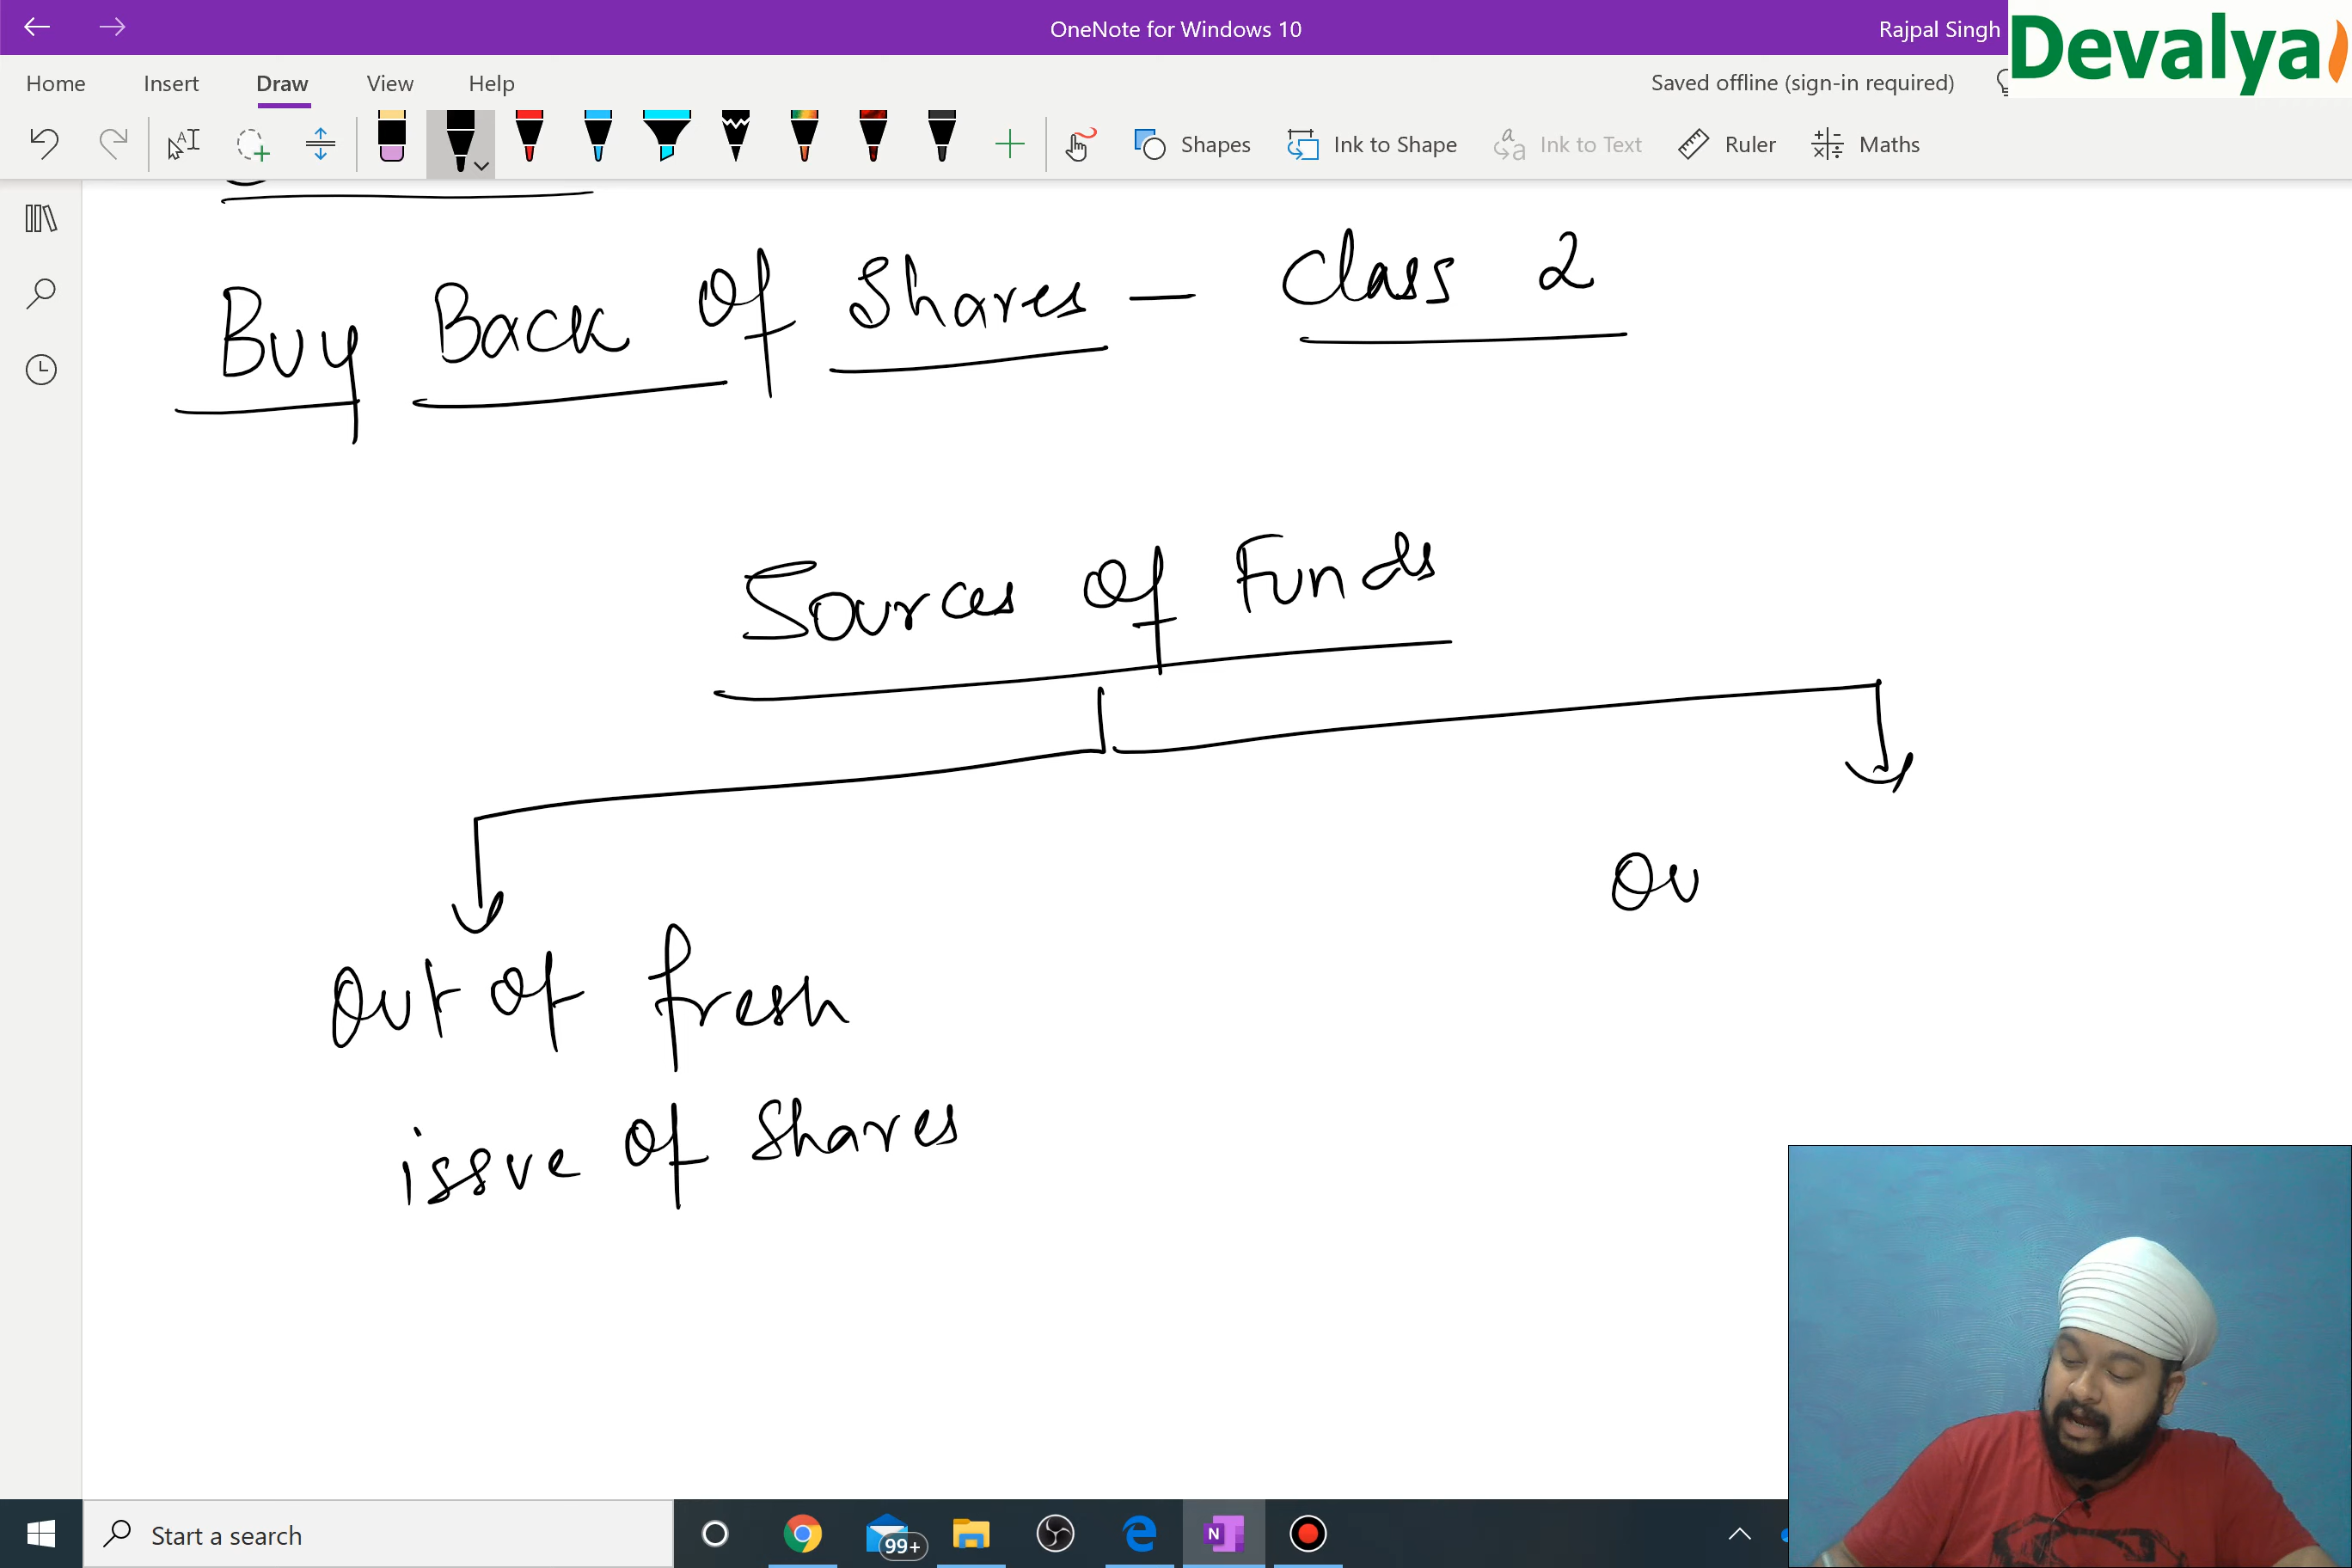 OneNote for Windows 10
Rajpal Singh
Devalya
Home Insert Draw View Help
Saved offline (sign-in required)
Shapes Ink to Shape Ink to Text Ruler Maths
Buy Back of Shares – Class 2
Sources of Funds
Ou
Out of fresh
issue of Shares
Start a search
99+